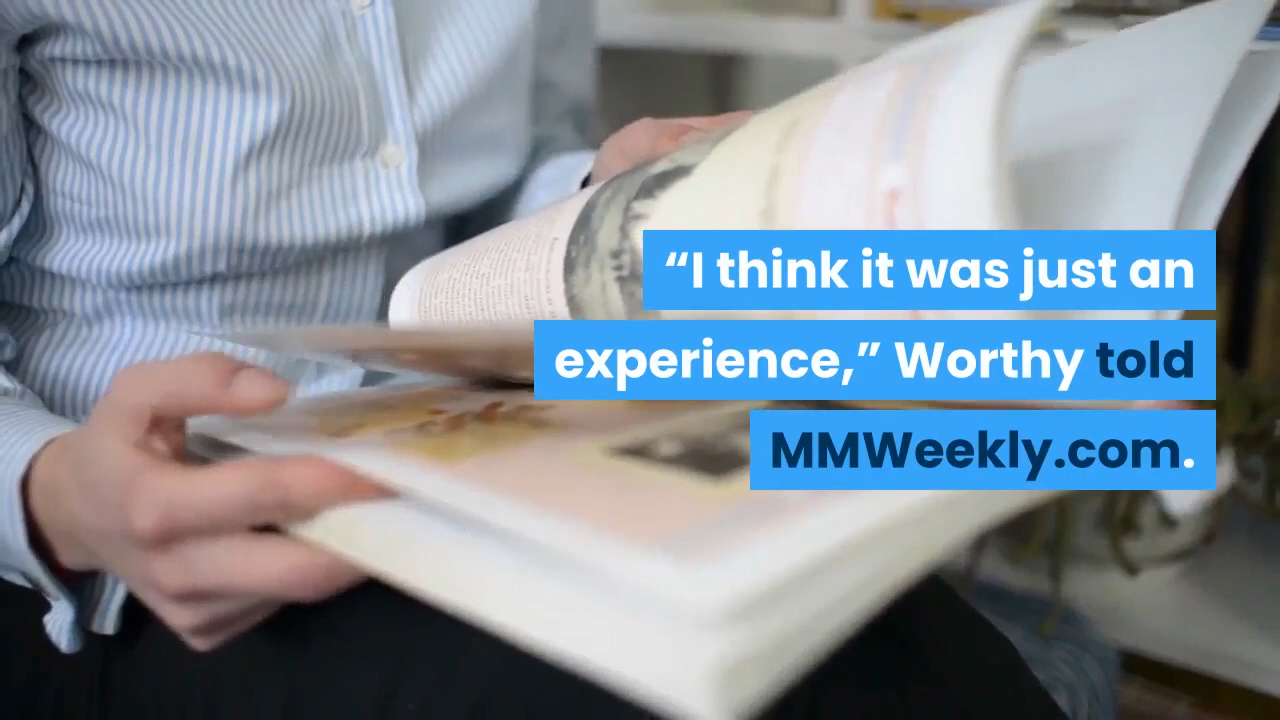 “I think it was just an
experience,” Worthy told
MMWeekly.com.